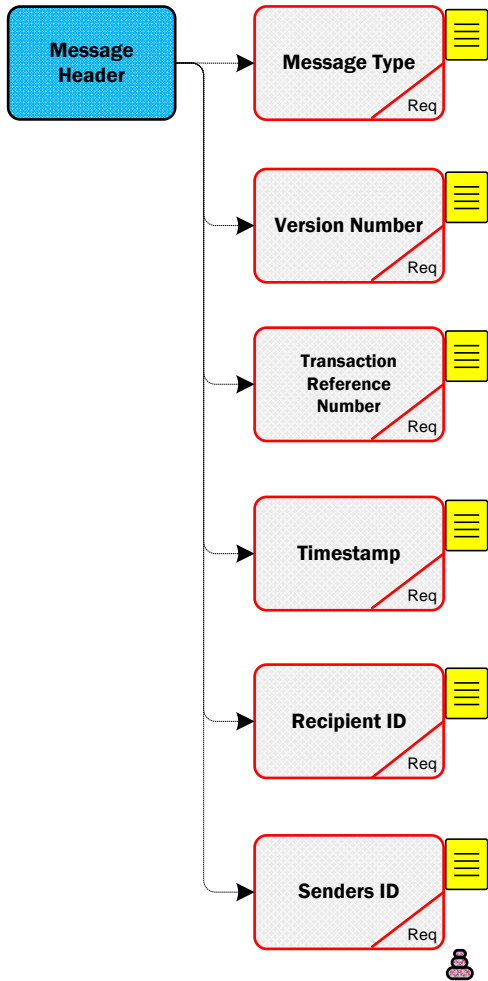 Message
Header
Message Type
Req
Version Number
Req
Transaction
Reference
Number
Req
Timestamp
Req
Recipient ID
Req
Senders ID
Req